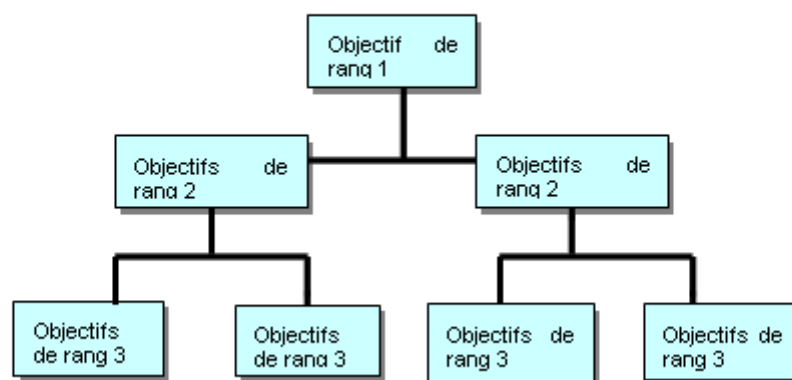 Objectif de
rang 1
Objectifs de
rang 2
Objectifs de
rang 2
Objectifs
de rang 3
Objectifs
de rang 3
Objectifs de
rang 3
Objectifs de
rang 3